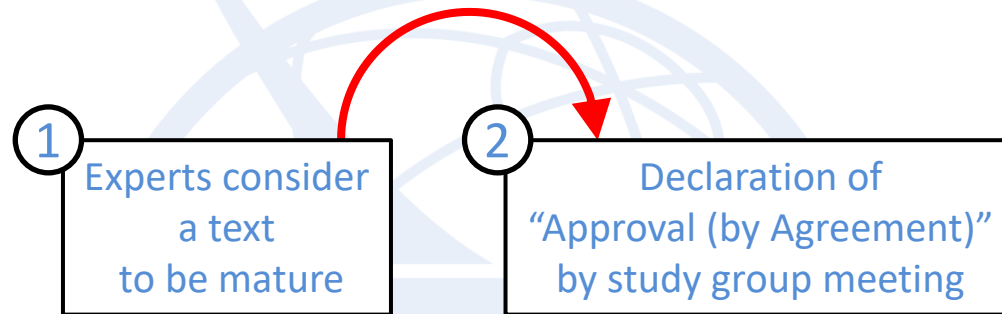 1
Experts consider
a text
to be mature
2
Declaration of
“Approval (by Agreement)”
by study group meeting